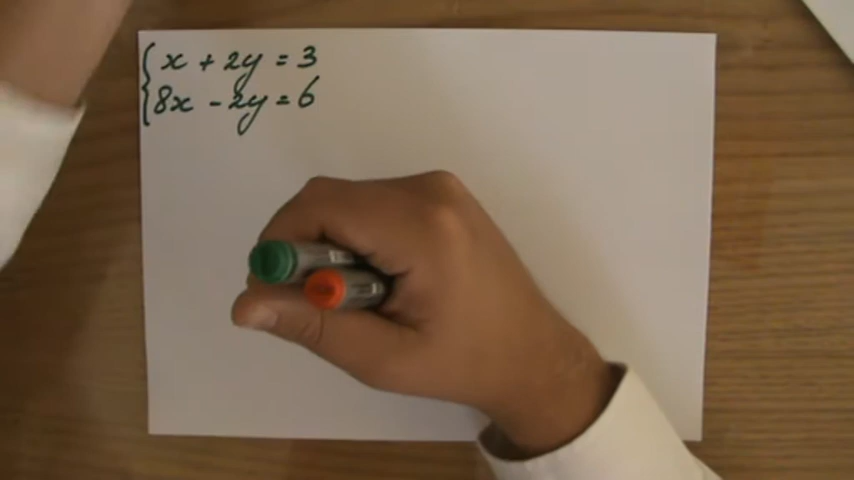 x + 2y = 3
8x - 2y = 6